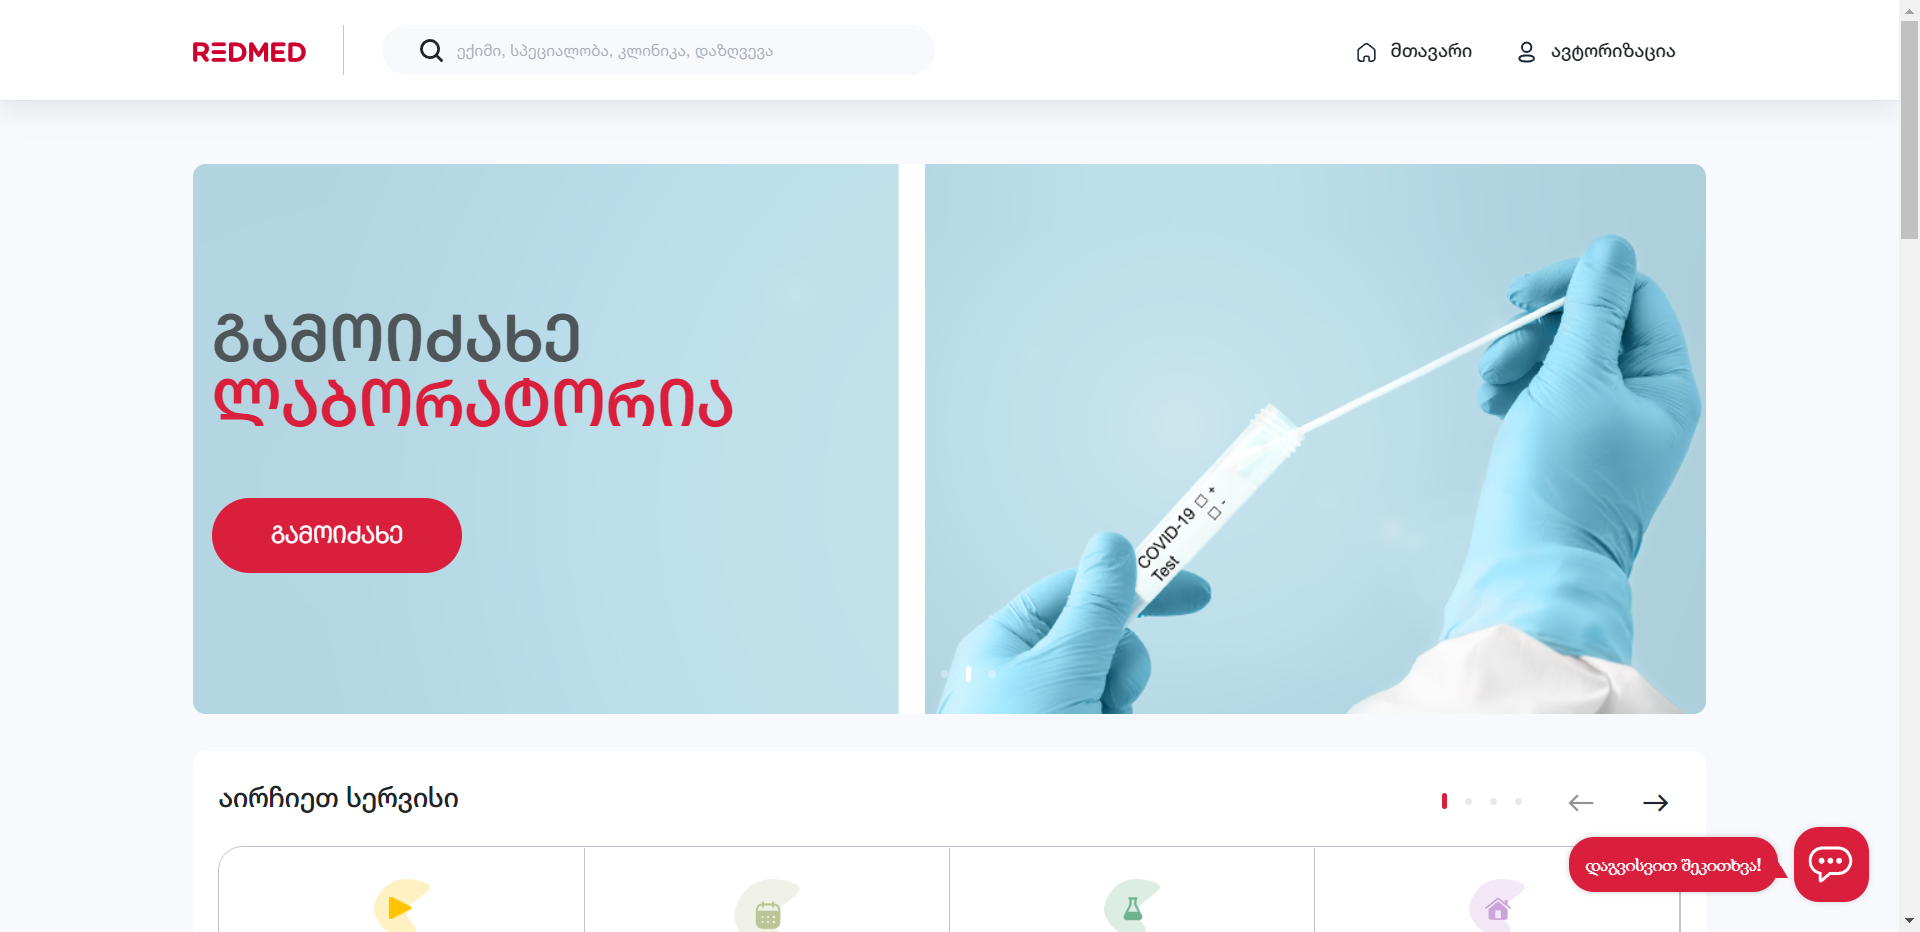 REDMED
ექიმი, სპეციალობა, კლინიკა, დაზღვევა
მთავარი
ავტორიზაცია
გამოიძახე
ლაბორატორია
გამოიძახე
COVID-19
Test
+
-
აირჩიეთ სერვისი
დაგვისვით შეკითხვა!